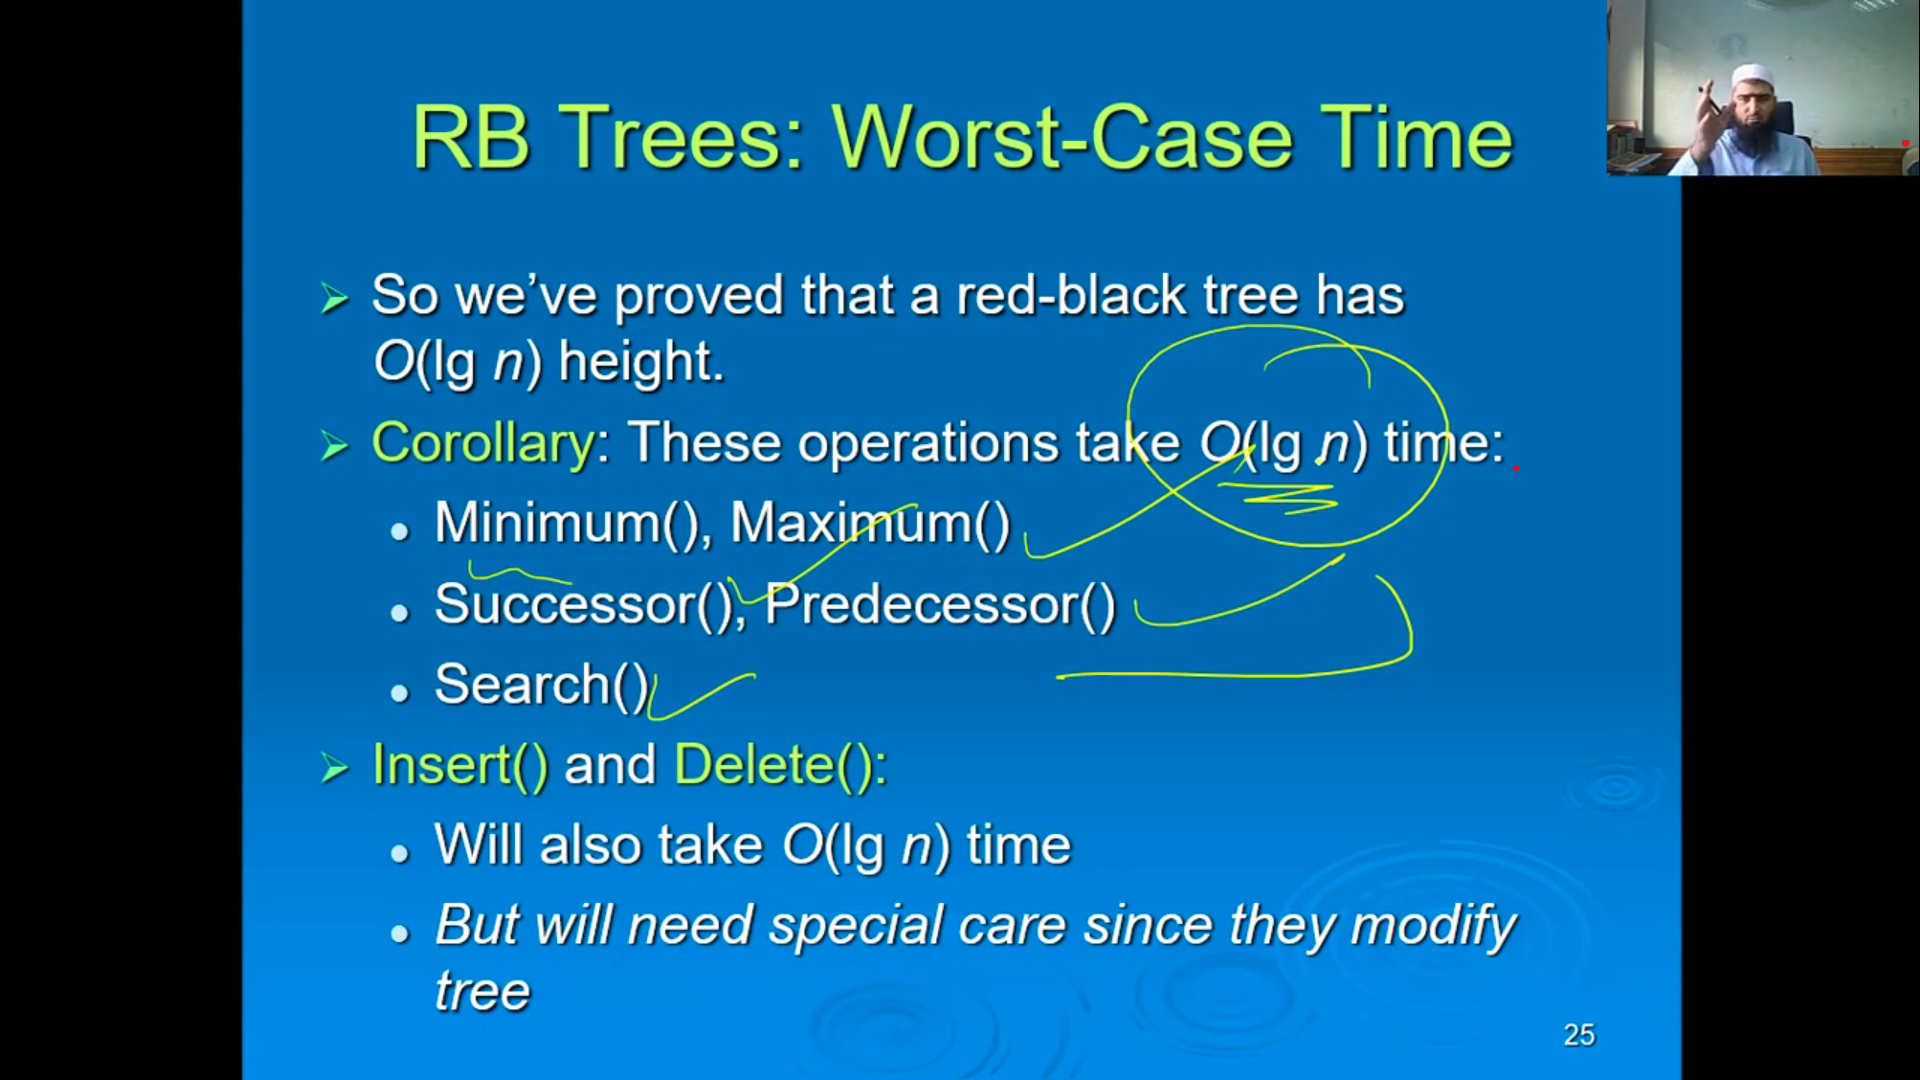 RB Trees: Worst-Case Time
So we’ve proved that a red-black tree has
O(lg n) height.
Corollary: These operations take O(lg n) time:
Minimum(), Maximum()
Successor(), Predecessor()
Search()
Insert() and Delete():
Will also take O(lg n) time
But will need special care since they modify
tree
25